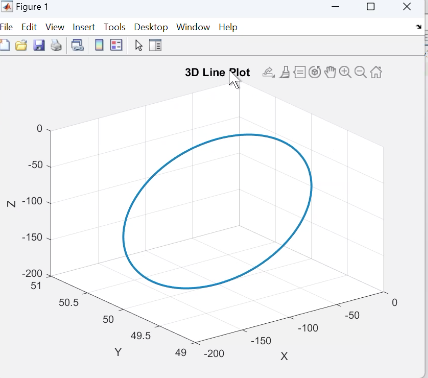 Figure 1
File Edit View Insert Tools Desktop Window Help
3D Line Plot
0
-50
-100
-150
-200
Z
51
50.5
50
49.5
49
Y
-200
-150
-100
-50
0
X